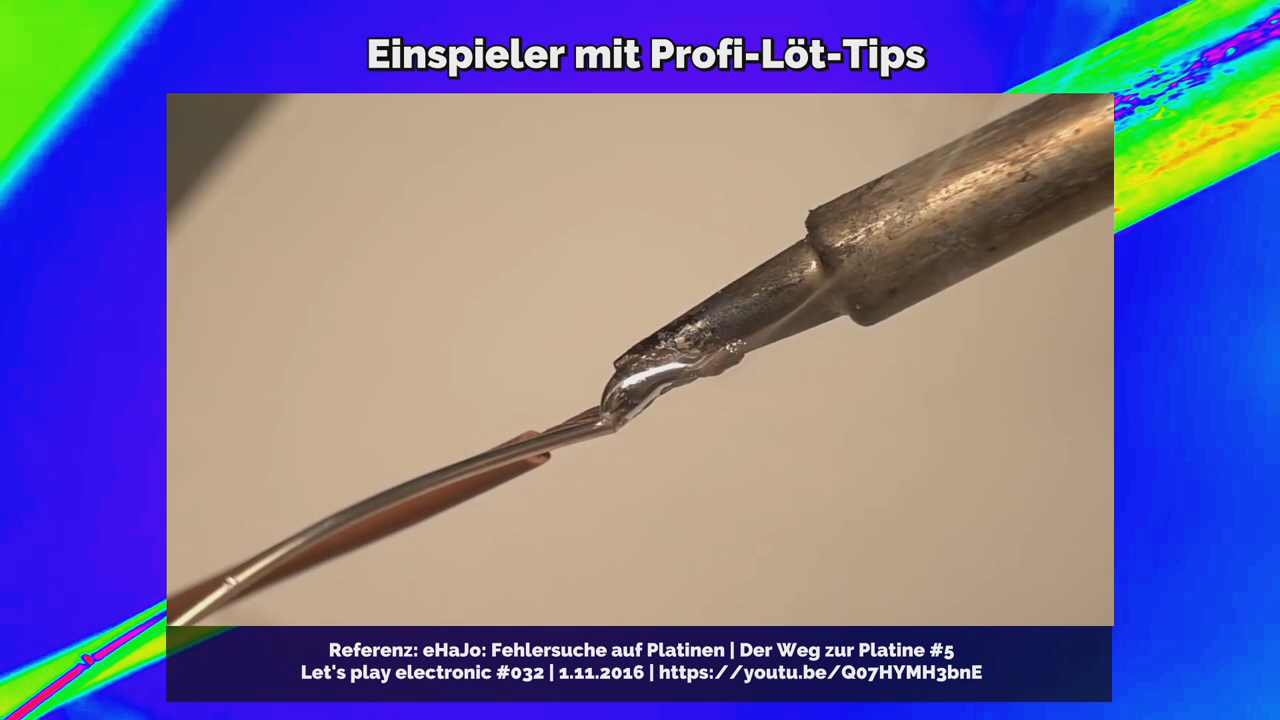 Einspieler mit Profi-Löt-Tips
Referenz: eHaJo: Fehlersuche auf Platinen | Der Weg zur Platine #5
Let's play electronic #032 | 1.11.2016 | https://youtu.be/Q07HYMH3bnE